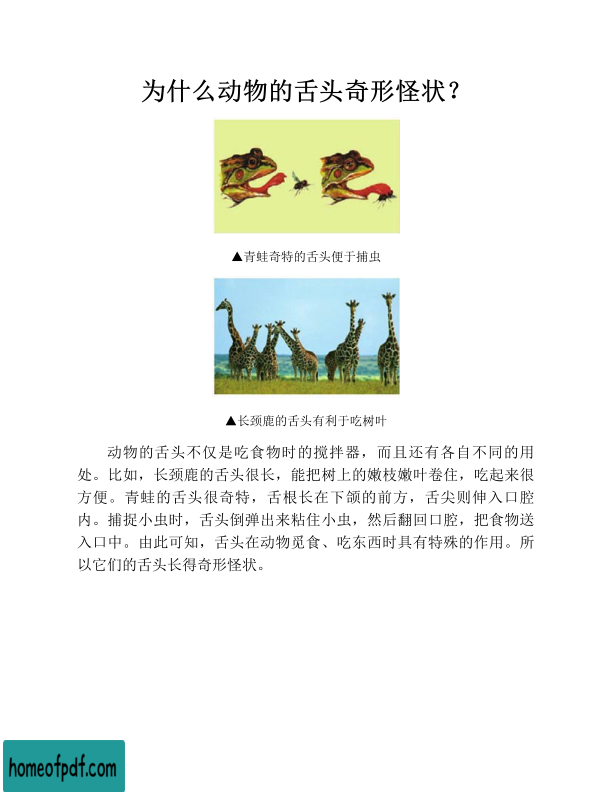 为什么动物的舌头奇形怪状？
▲青蛙奇特的舌头便于捕虫
▲长颈鹿的舌头有利于吃树叶
动物的舌头不仅是吃食物时的搅拌器，而且还有各自不同的用
处。比如，长颈鹿的舌头很长，能把树上的嫩枝嫩叶卷住，吃起来很
方便。青蛙的舌头很奇特，舌根长在下颌的前方，舌尖则伸入口腔
内。捕捉小虫时，舌头倒弹出来粘住小虫，然后翻回口腔，把食物送
入口中。由此可知，舌头在动物觅食、吃东西时具有特殊的作用。所
以它们的舌头长得奇形怪状。
homeofpdf.com